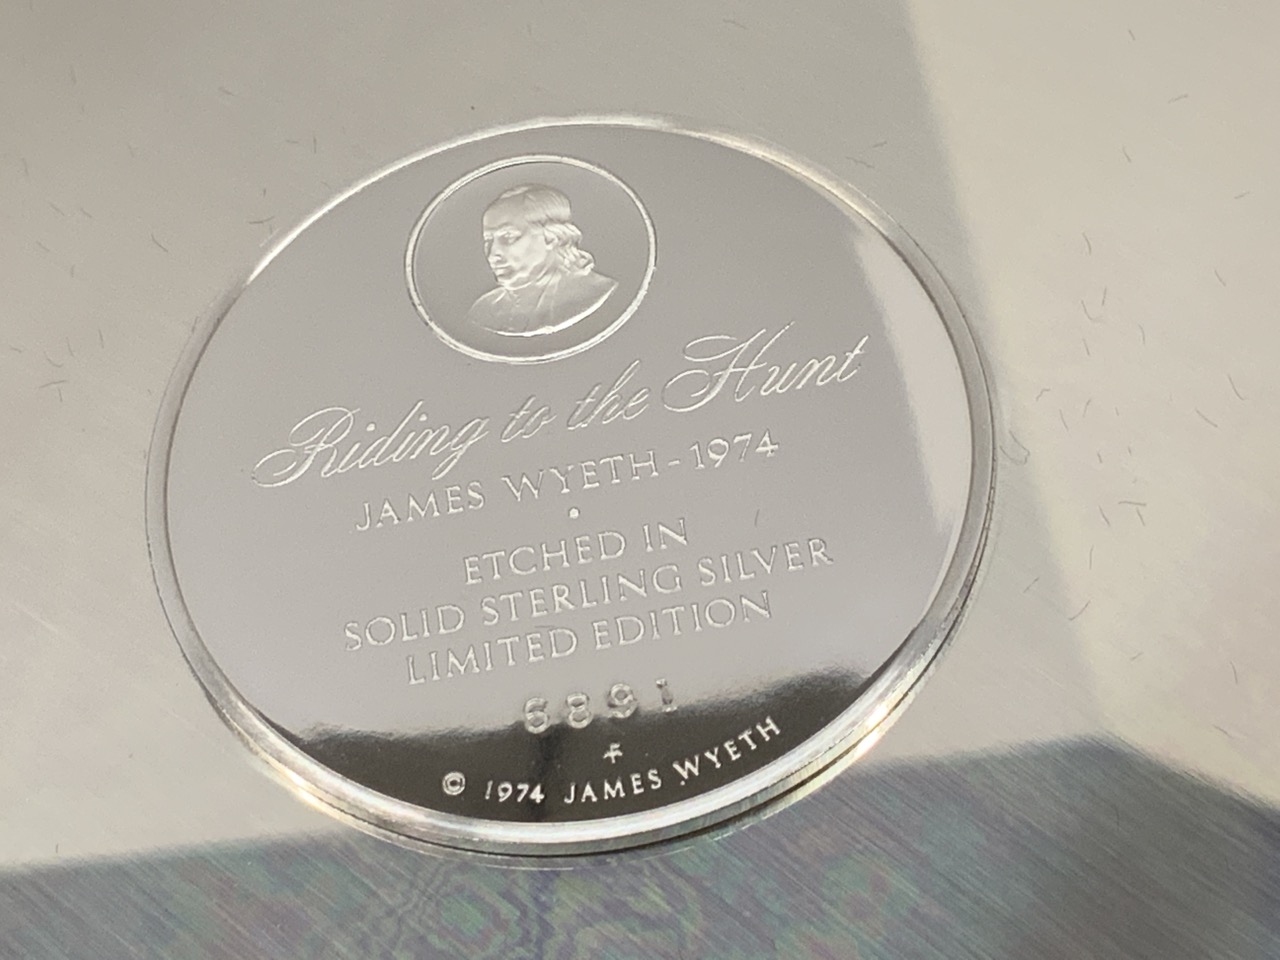 Riding to the Hunt
JAMES WYETH - 1974
•
ETCHED IN
SOLID STERLING SILVER
LIMITED EDITION
6891
© 1974 JAMES WYETH